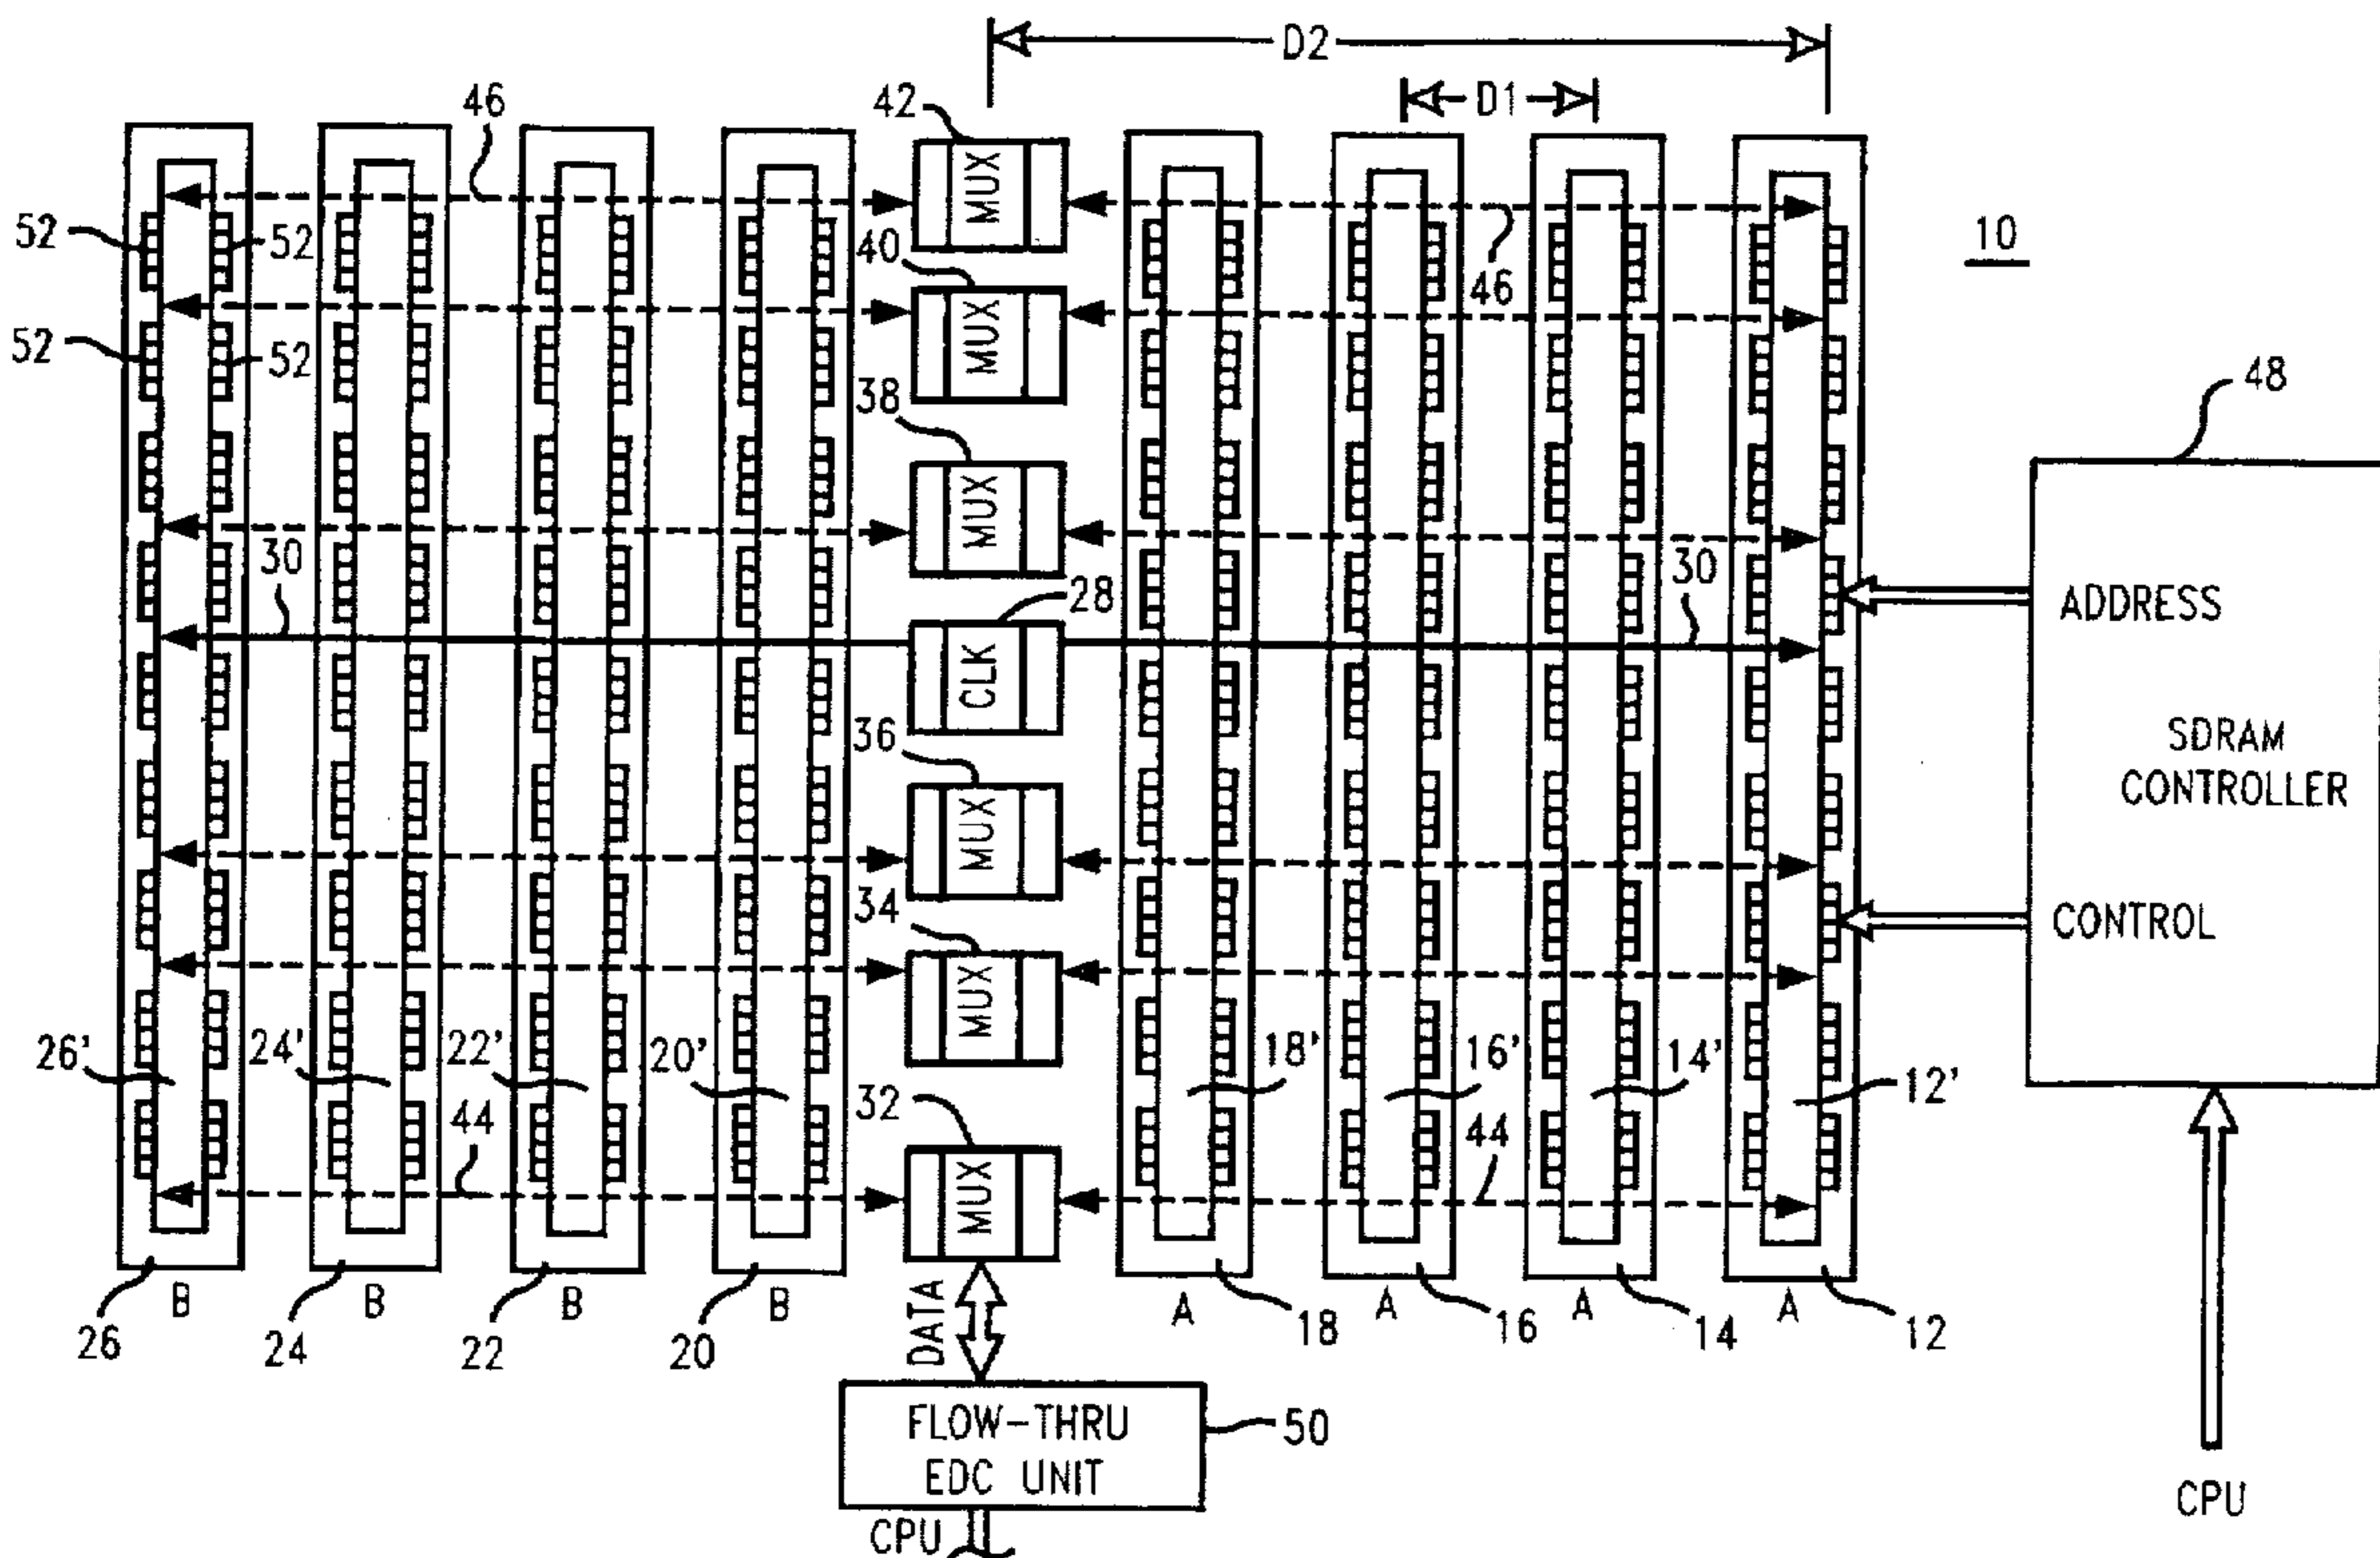 D2
D1
46
42
MUX
10
52
52
40
46
MUX
52
52
38
48
MUX
30
28
30
ADDRESS
CLK
36
SDRAM
CONTROLLER
MUX
34
CONTROL
MUX
26'
24'
22'
20'
18'
16'
14'
12'
32
44
44
MUX
B
B
B
B
A
A
A
A
26
24
22
20
18
16
14
12
DATA
FLOW-THRU
EDC UNIT
50
CPU
CPU